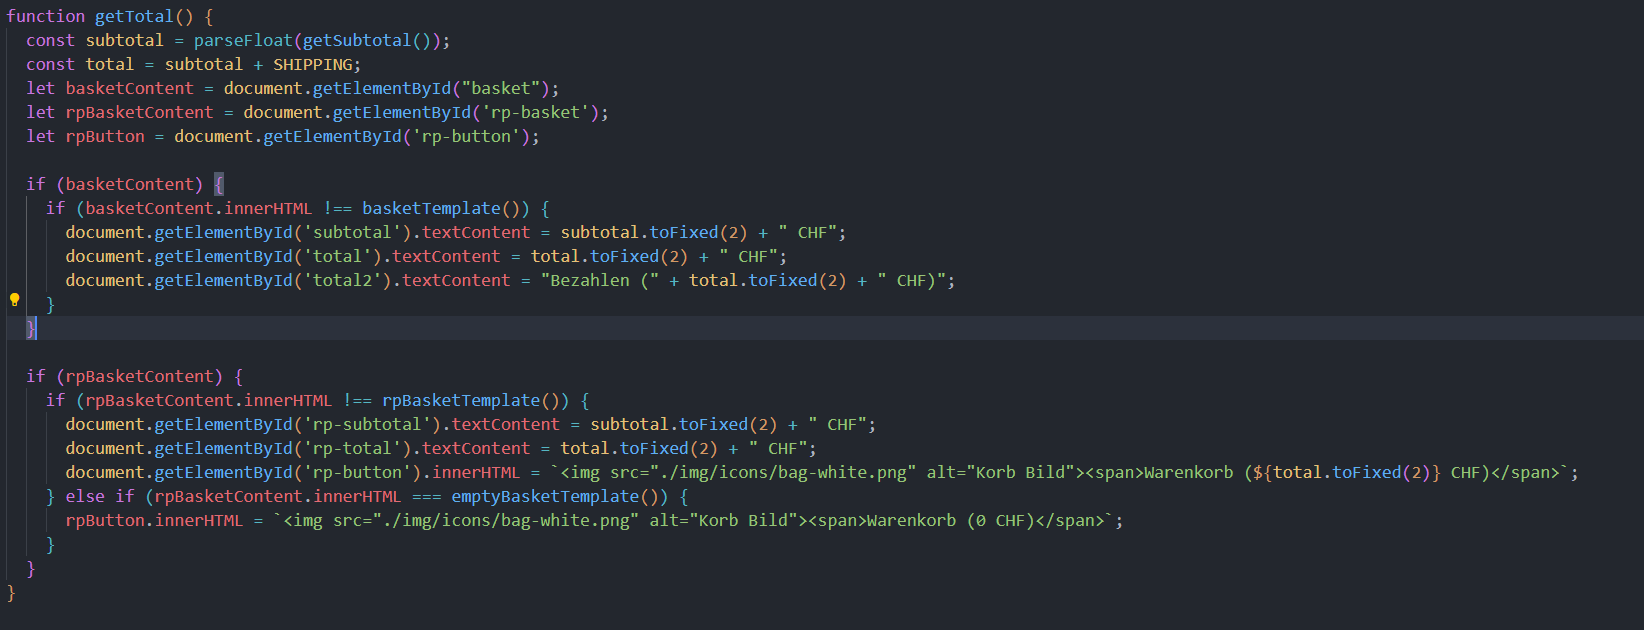 function getTotal() {
  const subtotal = parseFloat(getSubtotal());
  const total = subtotal + SHIPPING;
  let basketContent = document.getElementById("basket");
  let rpBasketContent = document.getElementById('rp-basket');
  let rpButton = document.getElementById('rp-button');

  if (basketContent) {
    if (basketContent.innerHTML !== basketTemplate()) {
      document.getElementById('subtotal').textContent = subtotal.toFixed(2) + " CHF";
      document.getElementById('total').textContent = total.toFixed(2) + " CHF";
      document.getElementById('total2').textContent = "Bezahlen (" + total.toFixed(2) + " CHF)";
    }
  }

  if (rpBasketContent) {
    if (rpBasketContent.innerHTML !== rpBasketTemplate()) {
      document.getElementById('rp-subtotal').textContent = subtotal.toFixed(2) + " CHF";
      document.getElementById('rp-total').textContent = total.toFixed(2) + " CHF";
      document.getElementById('rp-button').innerHTML = `<img src="./img/icons/bag-white.png" alt="Korb Bild"><span>Warenkorb (${total.toFixed(2)} CHF)</span>`;
    } else if (rpBasketContent.innerHTML === emptyBasketTemplate()) {
      rpButton.innerHTML = `<img src="./img/icons/bag-white.png" alt="Korb Bild"><span>Warenkorb (0 CHF)</span>`;
    }
  }
}